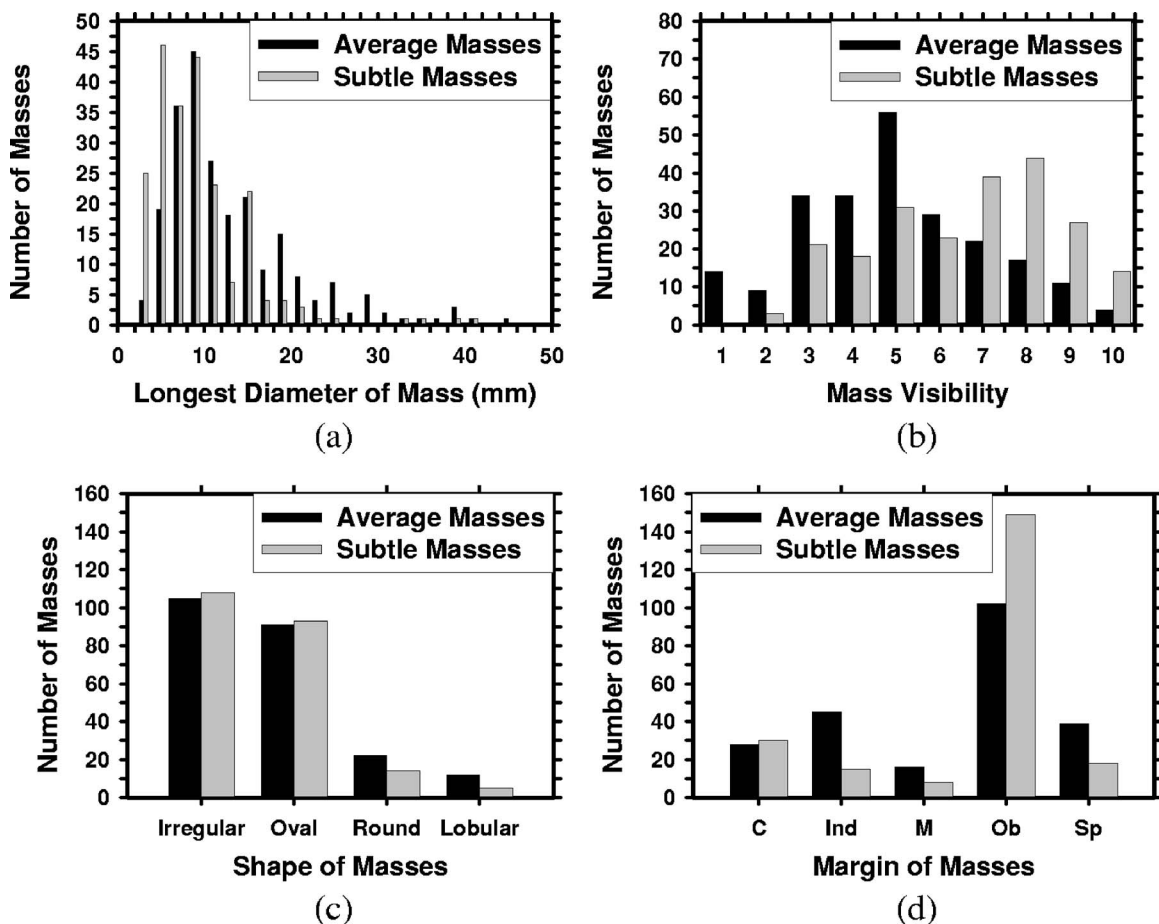 50
45
40
35
30
25
20
15
10
5
0
Number of Masses
Average Masses
Subtle Masses
0 10 20 30 40 50
Longest Diameter of Mass (mm)
(a)
80
70
60
50
40
30
20
10
0
Number of Masses
Average Masses
Subtle Masses
1 2 3 4 5 6 7 8 9 10
Mass Visibility
(b)
160
140
120
100
80
60
40
20
0
Number of Masses
Average Masses
Subtle Masses
Irregular Oval Round Lobular
Shape of Masses
(c)
160
140
120
100
80
60
40
20
0
Number of Masses
Average Masses
Subtle Masses
C Ind M Ob Sp
Margin of Masses
(d)